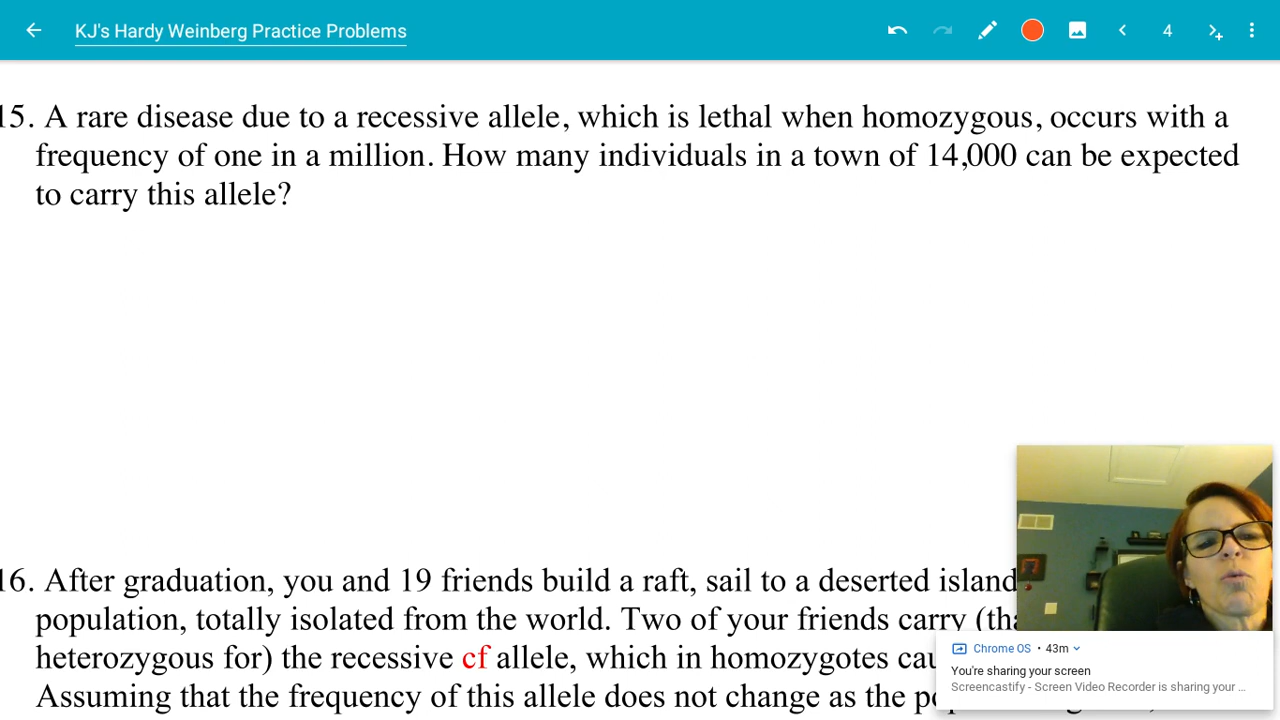 KJ's Hardy Weinberg Practice Problems
4
15. A rare disease due to a recessive allele, which is lethal when homozygous, occurs with a
frequency of one in a million. How many individuals in a town of 14,000 can be expected
to carry this allele?
16. After graduation, you and 19 friends build a raft, sail to a deserted island
population, totally isolated from the world. Two of your friends carry (tha
heterozygous for) the recessive cf allele, which in homozygotes cau
Assuming that the frequency of this allele does not change as the po
Chrome OS • 43m
You're sharing your screen
Screencastify - Screen Video Recorder is sharing your ...